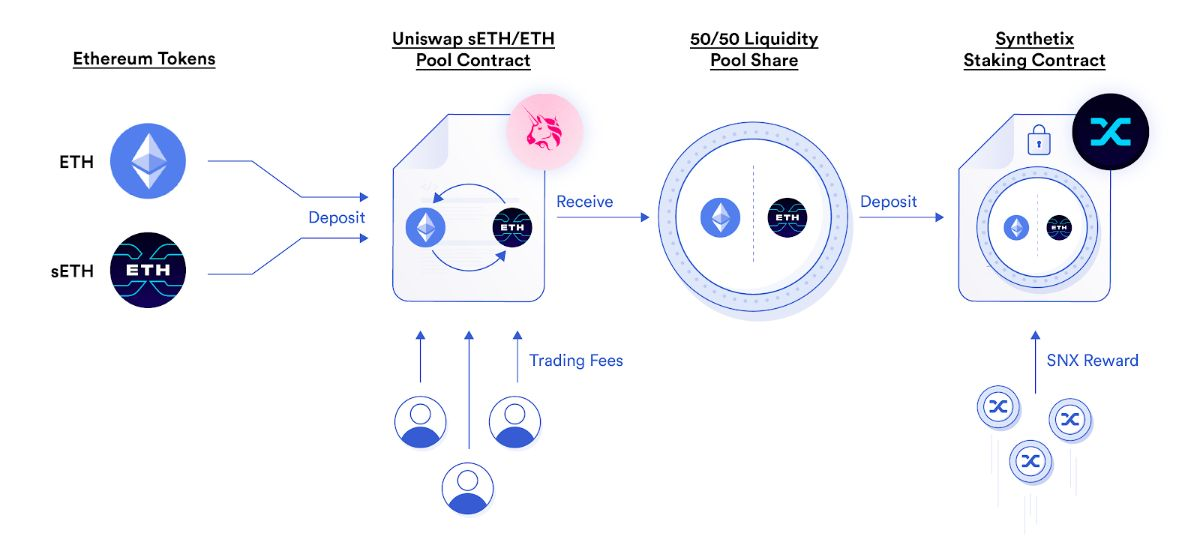 Ethereum Tokens
Uniswap sETH/ETH
Pool Contract
50/50 Liquidity
Pool Share
Synthetix
Staking Contract
ETH
sETH
ETH
Deposit
ETH
Receive
ETH
Deposit
ETH
Trading Fees
SNX Reward